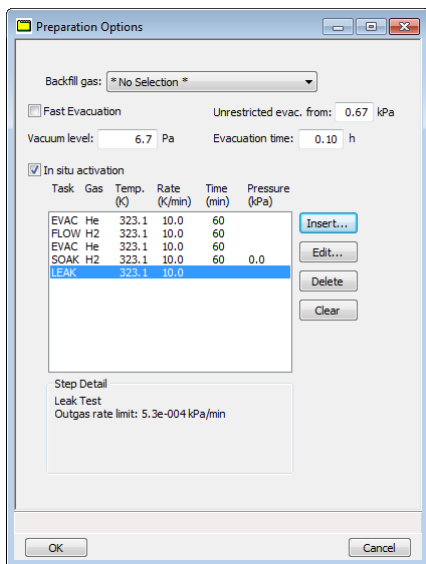 Preparation Options
Backfill gas: * No Selection *
Fast Evacuation Unrestricted evac. from: 0.67 kPa
Vacuum level: 6.7 Pa Evacuation time: 0.10 h
In situ activation
Task Gas Temp. Rate Time Pressure
(K) (K/min) (min) (kPa)
EVAC He 323.1 10.0 60
FLOW H2 323.1 10.0 60
EVAC He 323.1 10.0 60
SOAK H2 323.1 10.0 60 0.0
LEAK 323.1 10.0
Insert...
Edit...
Delete
Clear
Step Detail
Leak Test
Outgas rate limit: 5.3e-004 kPa/min
OK Cancel